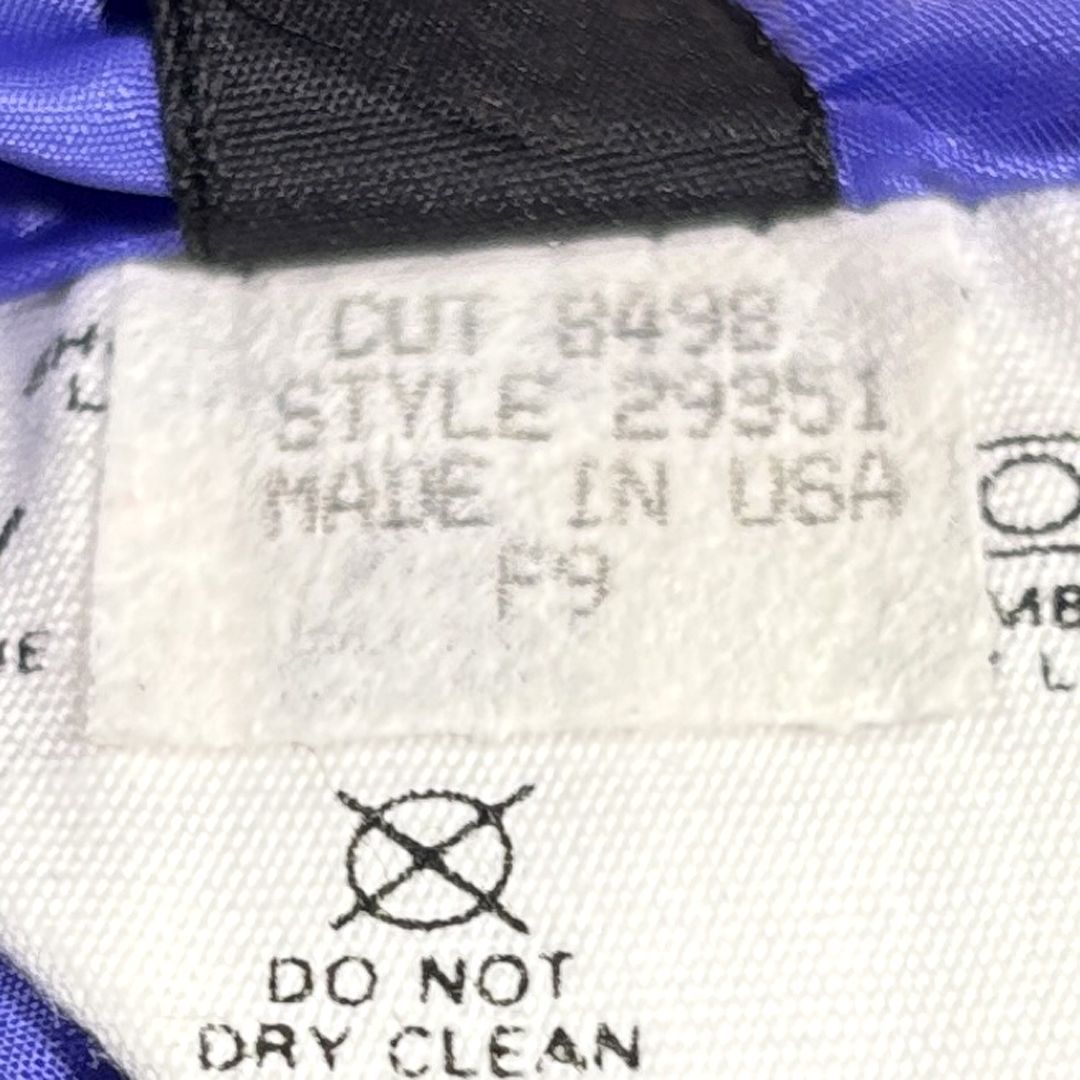 CUT 8498
STYLE 29351
MADE IN USA
F9
DO NOT
DRY CLEAN